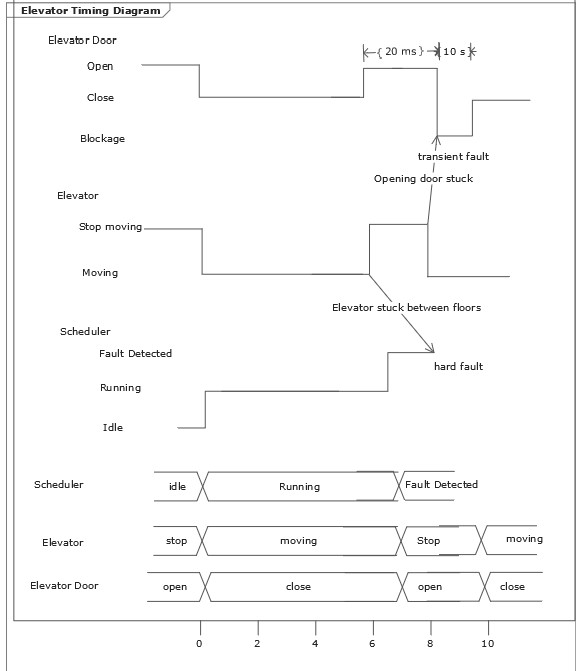 Elevator Timing Diagram
Elevator Door
{ 20 ms } 10 s
Open
Close
Blockage
transient fault
Opening door stuck
Elevator
Stop moving
Moving
Elevator stuck between floors
Scheduler
Fault Detected
hard fault
Running
Idle
Scheduler idle Running Fault Detected
Elevator stop moving Stop moving
Elevator Door open close open close
0 2 4 6 8 10